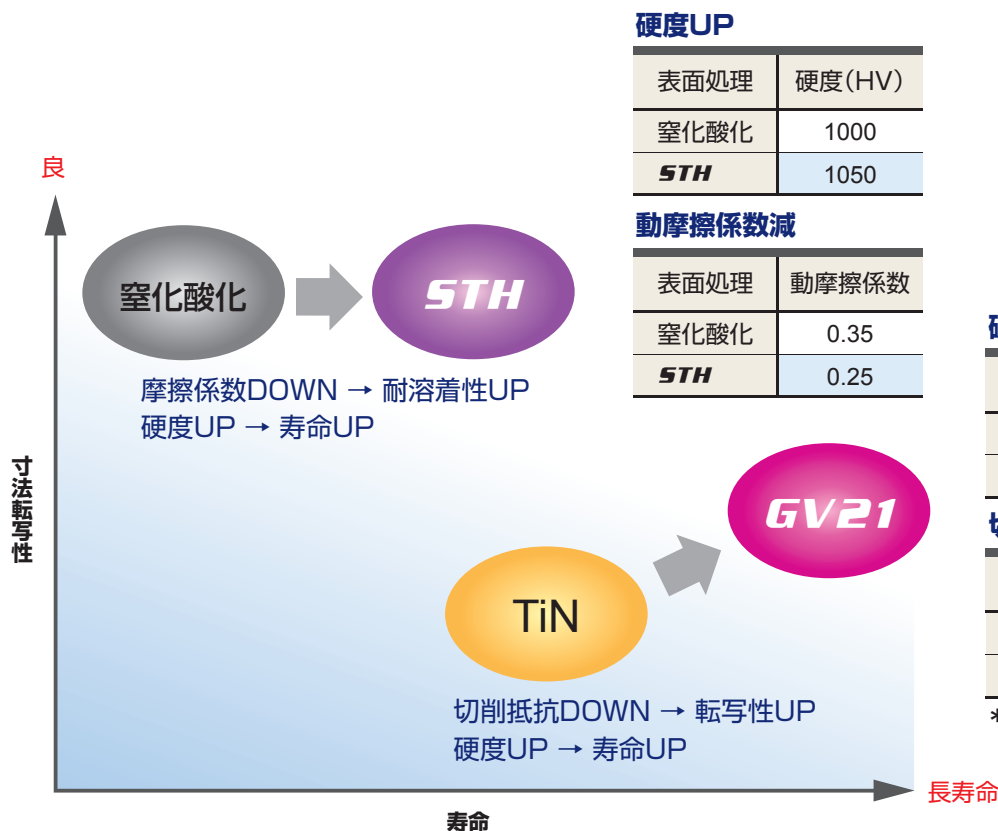 硬度UP
表面処理 硬度(HV)
窒化酸化 1000
STH 1050
動摩擦係数減
表面処理 動摩擦係数
窒化酸化 0.35
STH 0.25
良
窒化酸化
STH
摩擦係数DOWN → 耐溶着性UP
硬度UP → 寿命UP
寸法転写性
GV21
TiN
切削抵抗DOWN → 転写性UP
硬度UP → 寿命UP
長寿命
寿命
*